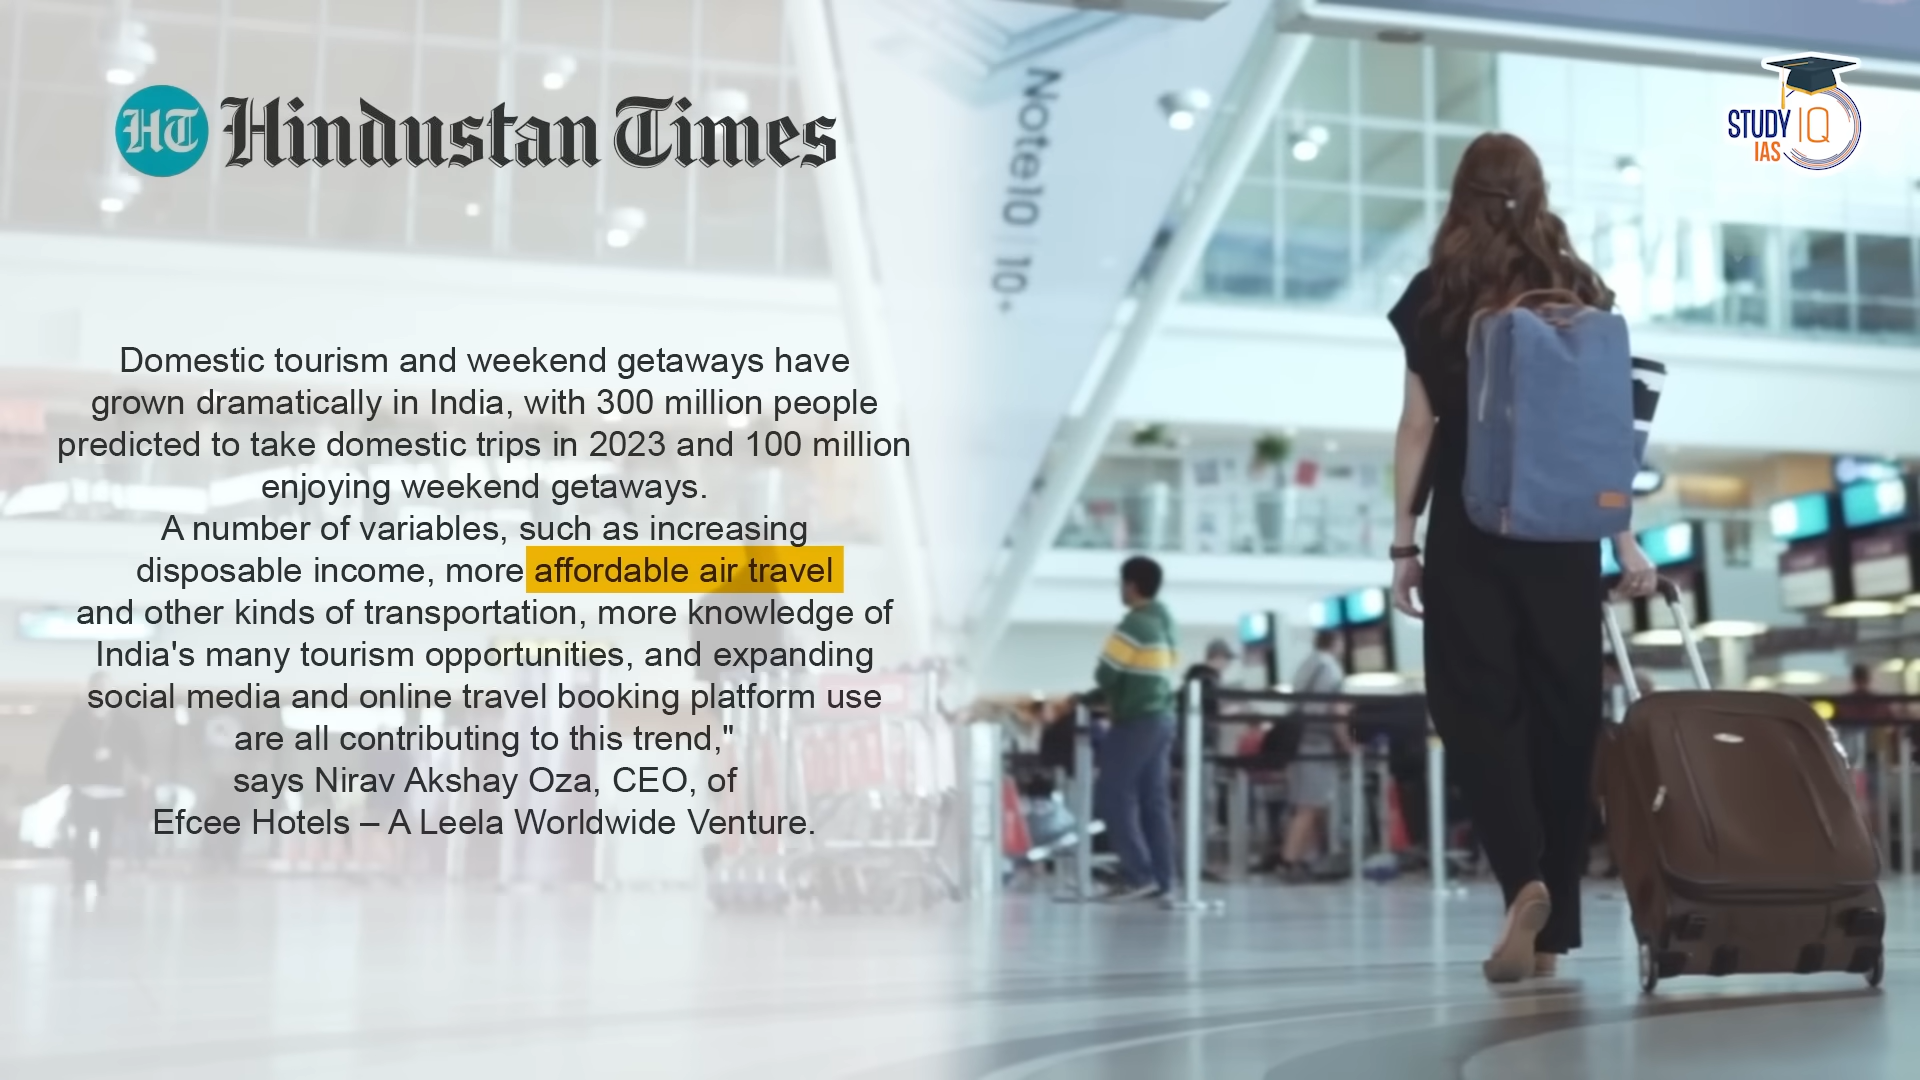 HT Hindustan Times
STUDY IQ
IAS
Note10 | 10+
Domestic tourism and weekend getaways have
grown dramatically in India, with 300 million people
predicted to take domestic trips in 2023 and 100 million
enjoying weekend getaways.
A number of variables, such as increasing
disposable income, more affordable air travel
and other kinds of transportation, more knowledge of
India's many tourism opportunities, and expanding
social media and online travel booking platform use
are all contributing to this trend,"
says Nirav Akshay Oza, CEO, of
Efcee Hotels – A Leela Worldwide Venture.